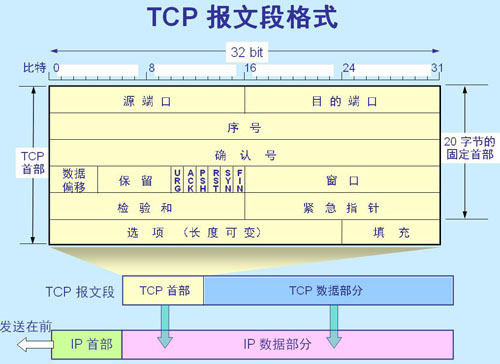 TCP 报文段格式
32 bit
比特 0 8 16 24 31
源端口 目的端口
序号
TCP 首部
20 字节的固定首部
确认号
数据偏移 保留 URG ACK PSH RST SYN FIN 窗口
检验和 紧急指针
选项 (长度可变) 填充
TCP 报文段 TCP 首部 TCP 数据部分
发送在前
IP 首部 IP 数据部分